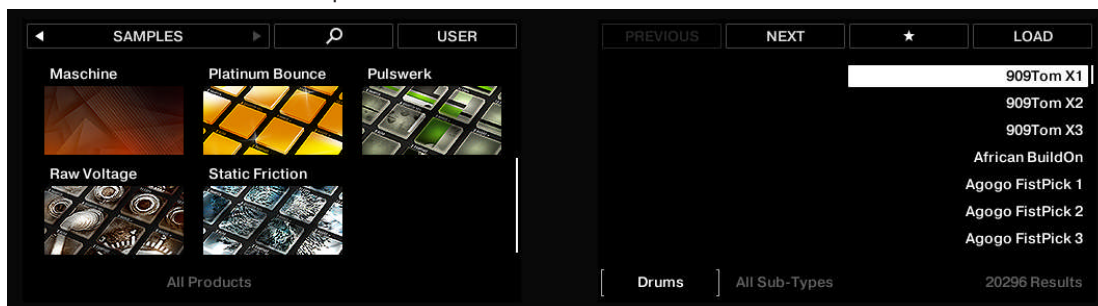 SAMPLES USER
Maschine Platinum Bounce Pulswerk
Raw Voltage Static Friction
All Products
PREVIOUS NEXT LOAD
909Tom X1
909Tom X2
909Tom X3
African BuildOn
Agogo FistPick 1
Agogo FistPick 2
Agogo FistPick 3
Drums All Sub-Types 20296 Results